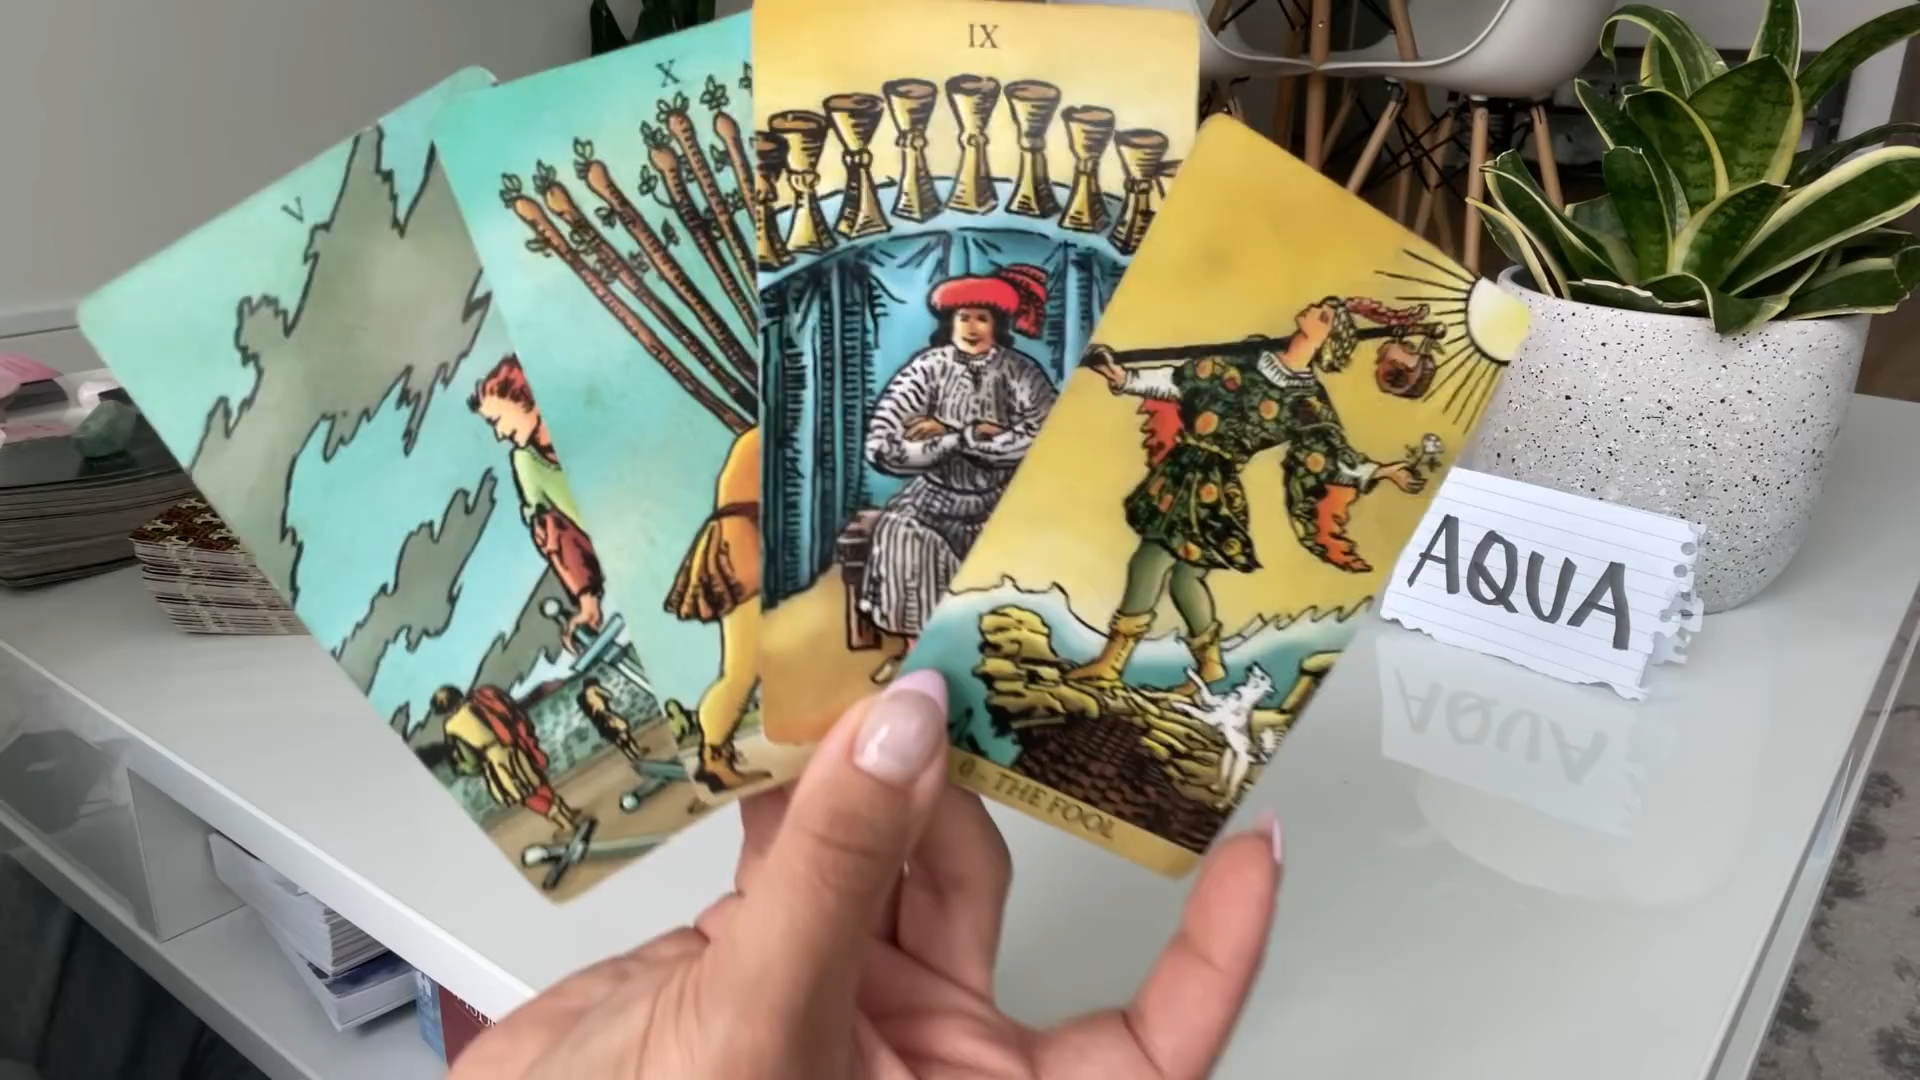 V
X
IX
0 - THE FOOL
AQUA